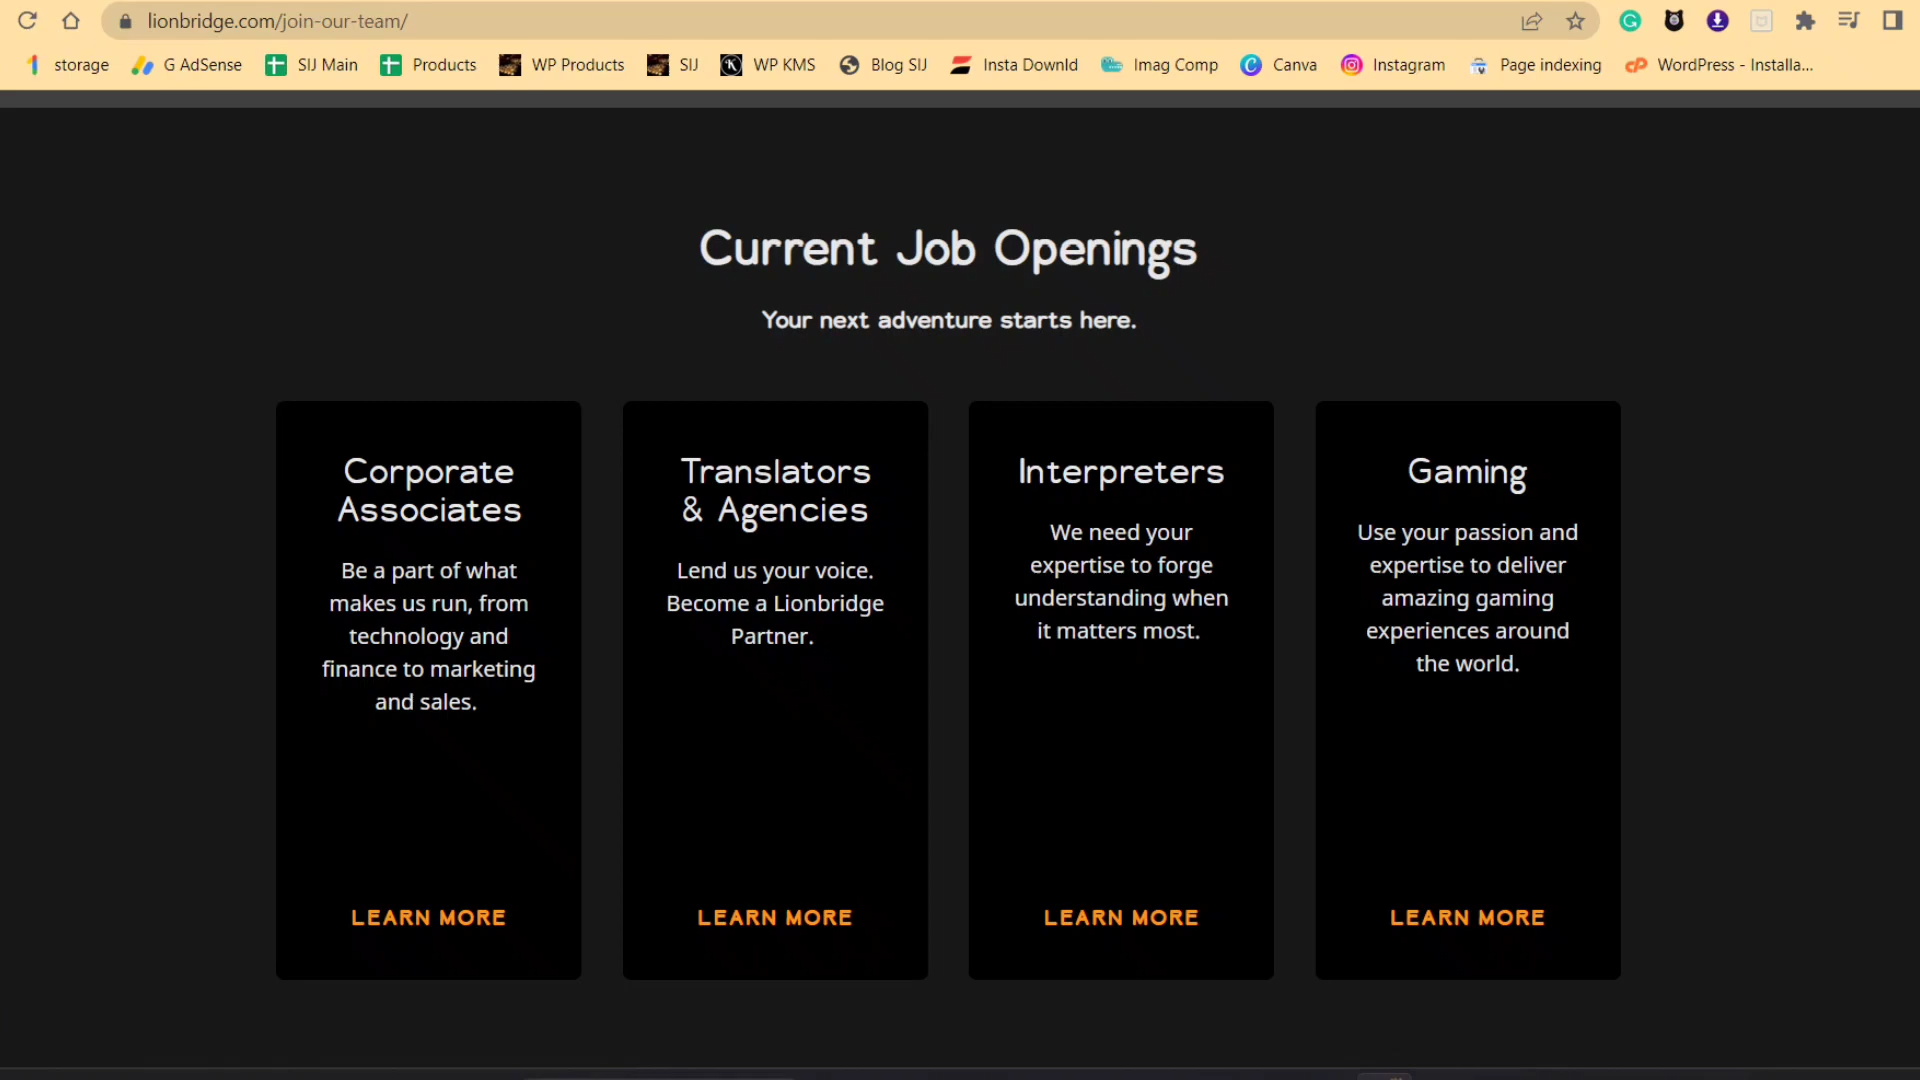 lionbridge.com/join-our-team/
storage G AdSense SIJ Main Products WP Products SIJ WP KMS Blog SIJ Insta Downld Imag Comp Canva Instagram Page indexing WordPress - Installa...
Current Job Openings
Your next adventure starts here.
Corporate
Associates
Be a part of what
makes us run, from
technology and
finance to marketing
and sales.
LEARN MORE
Translators
& Agencies
Lend us your voice.
Become a Lionbridge
Partner.
LEARN MORE
Interpreters
We need your
expertise to forge
understanding when
it matters most.
LEARN MORE
Gaming
Use your passion and
expertise to deliver
amazing gaming
experiences around
the world.
LEARN MORE